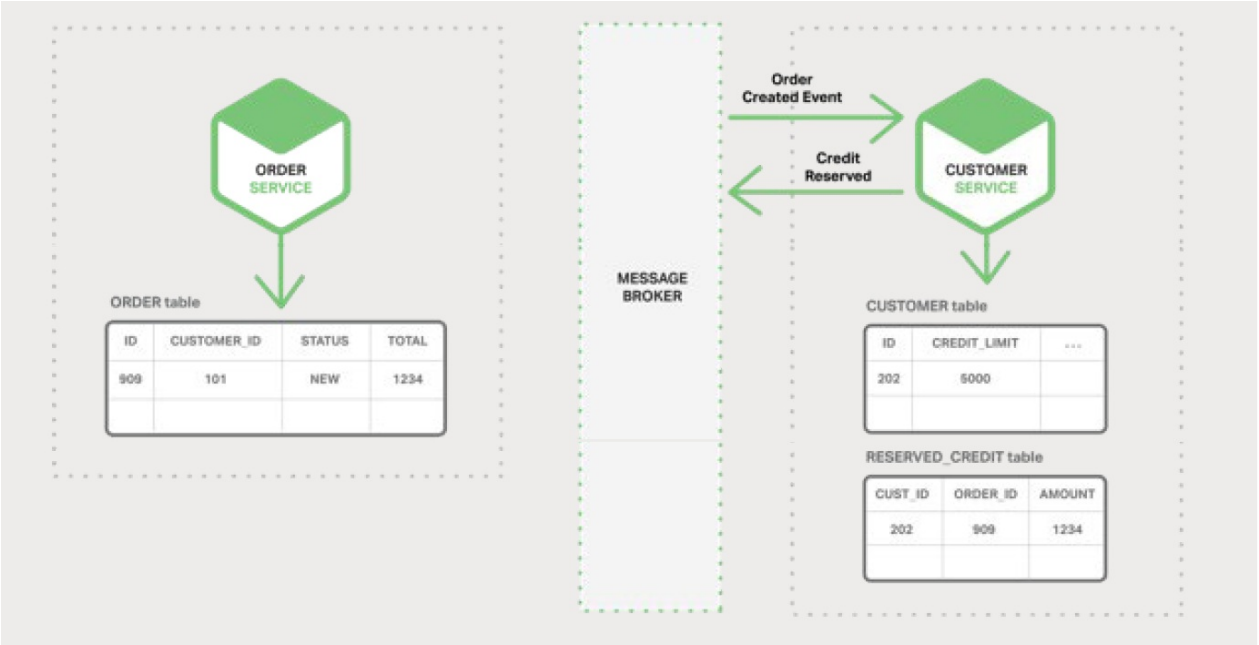 ORDER
SERVICE
ORDER table
ID CUSTOMER_ID STATUS TOTAL
909 101 NEW 1234
MESSAGE
BROKER
Order
Created Event
Credit
Reserved
CUSTOMER
SERVICE
CUSTOMER table
ID CREDIT_LIMIT ...
202 5000
RESERVED_CREDIT table
CUST_ID ORDER_ID AMOUNT
202 909 1234